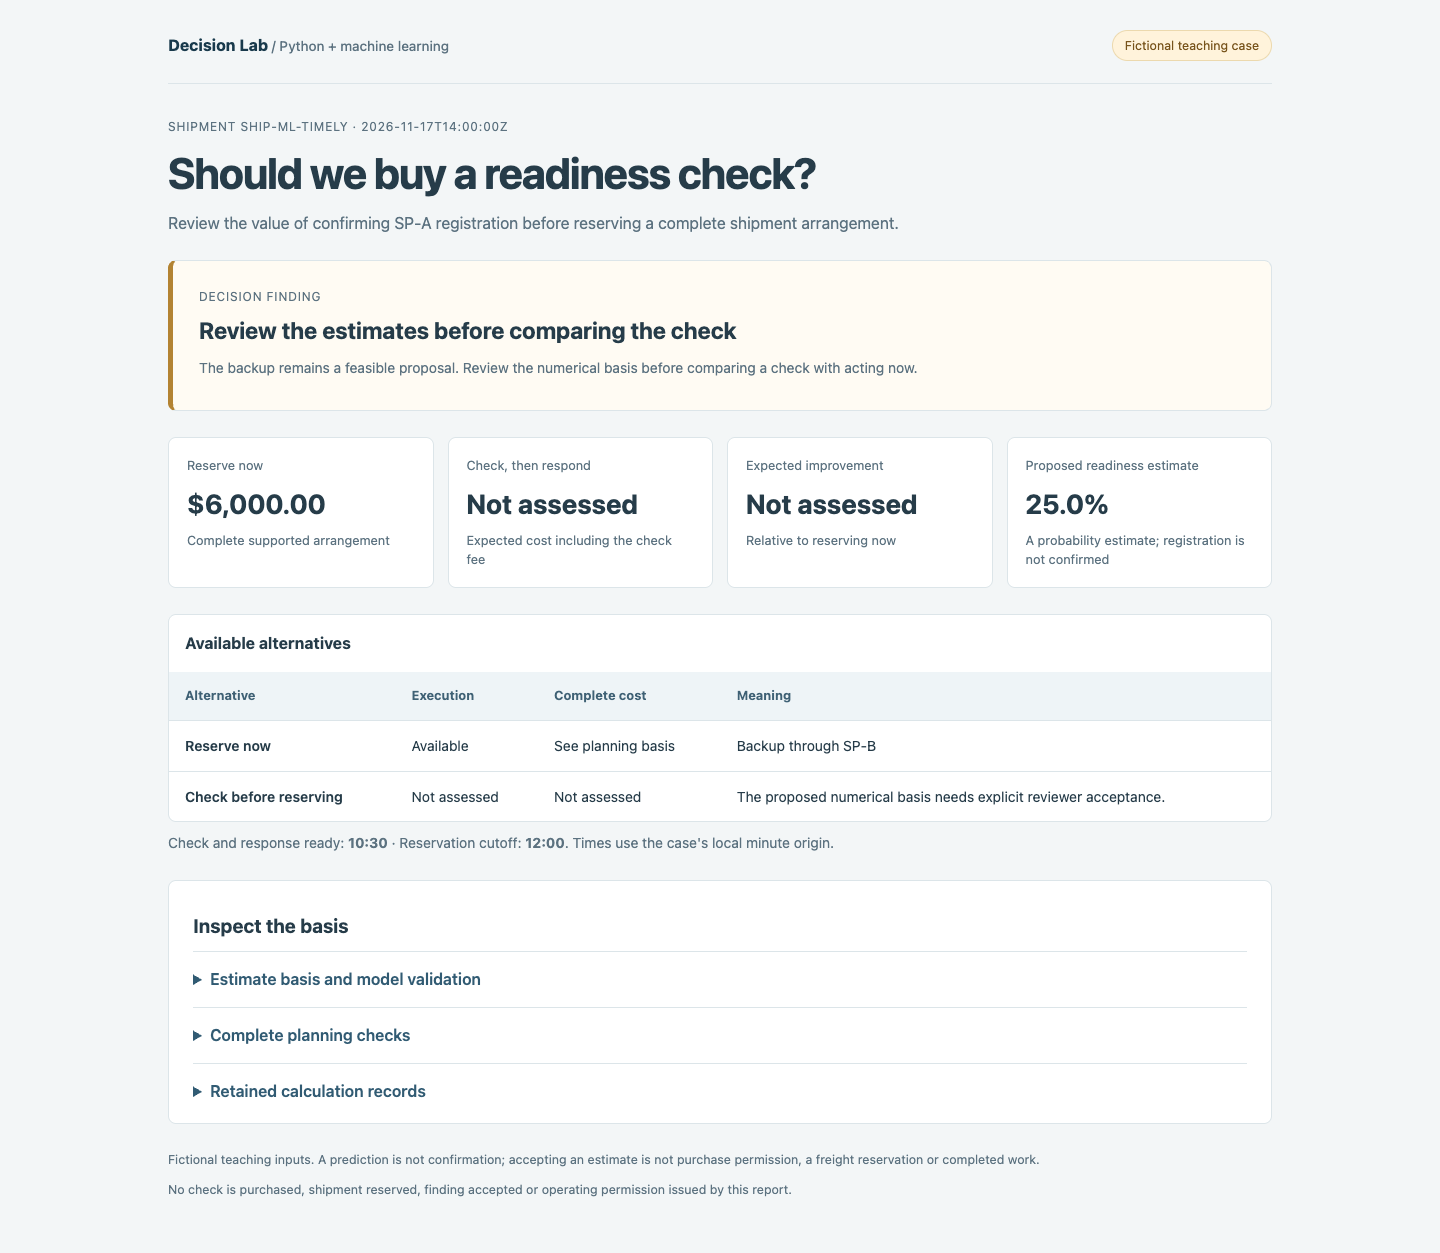 Decision Lab / Python + machine learning
Fictional teaching case
SHIPMENT SHIP-ML-TIMELY · 2026-11-17T14:00:00Z
Should we buy a readiness check?
Review the value of confirming SP-A registration before reserving a complete shipment arrangement.
DECISION FINDING
Review the estimates before comparing the check
The backup remains a feasible proposal. Review the numerical basis before comparing a check with acting now.
Reserve now
$6,000.00
Complete supported arrangement
Check, then respond
Not assessed
Expected cost including the check
fee
Expected improvement
Not assessed
Relative to reserving now
Proposed readiness estimate
25.0%
A probability estimate; registration is
not confirmed
Available alternatives
Alternative Execution Complete cost Meaning
Reserve now Available See planning basis Backup through SP-B
Check before reserving Not assessed Not assessed The proposed numerical basis needs explicit reviewer acceptance.
Check and response ready: 10:30 · Reservation cutoff: 12:00. Times use the case's local minute origin.
Inspect the basis
Estimate basis and model validation
Complete planning checks
Retained calculation records
Fictional teaching inputs. A prediction is not confirmation; accepting an estimate is not purchase permission, a freight reservation or completed work.
No check is purchased, shipment reserved, finding accepted or operating permission issued by this report.